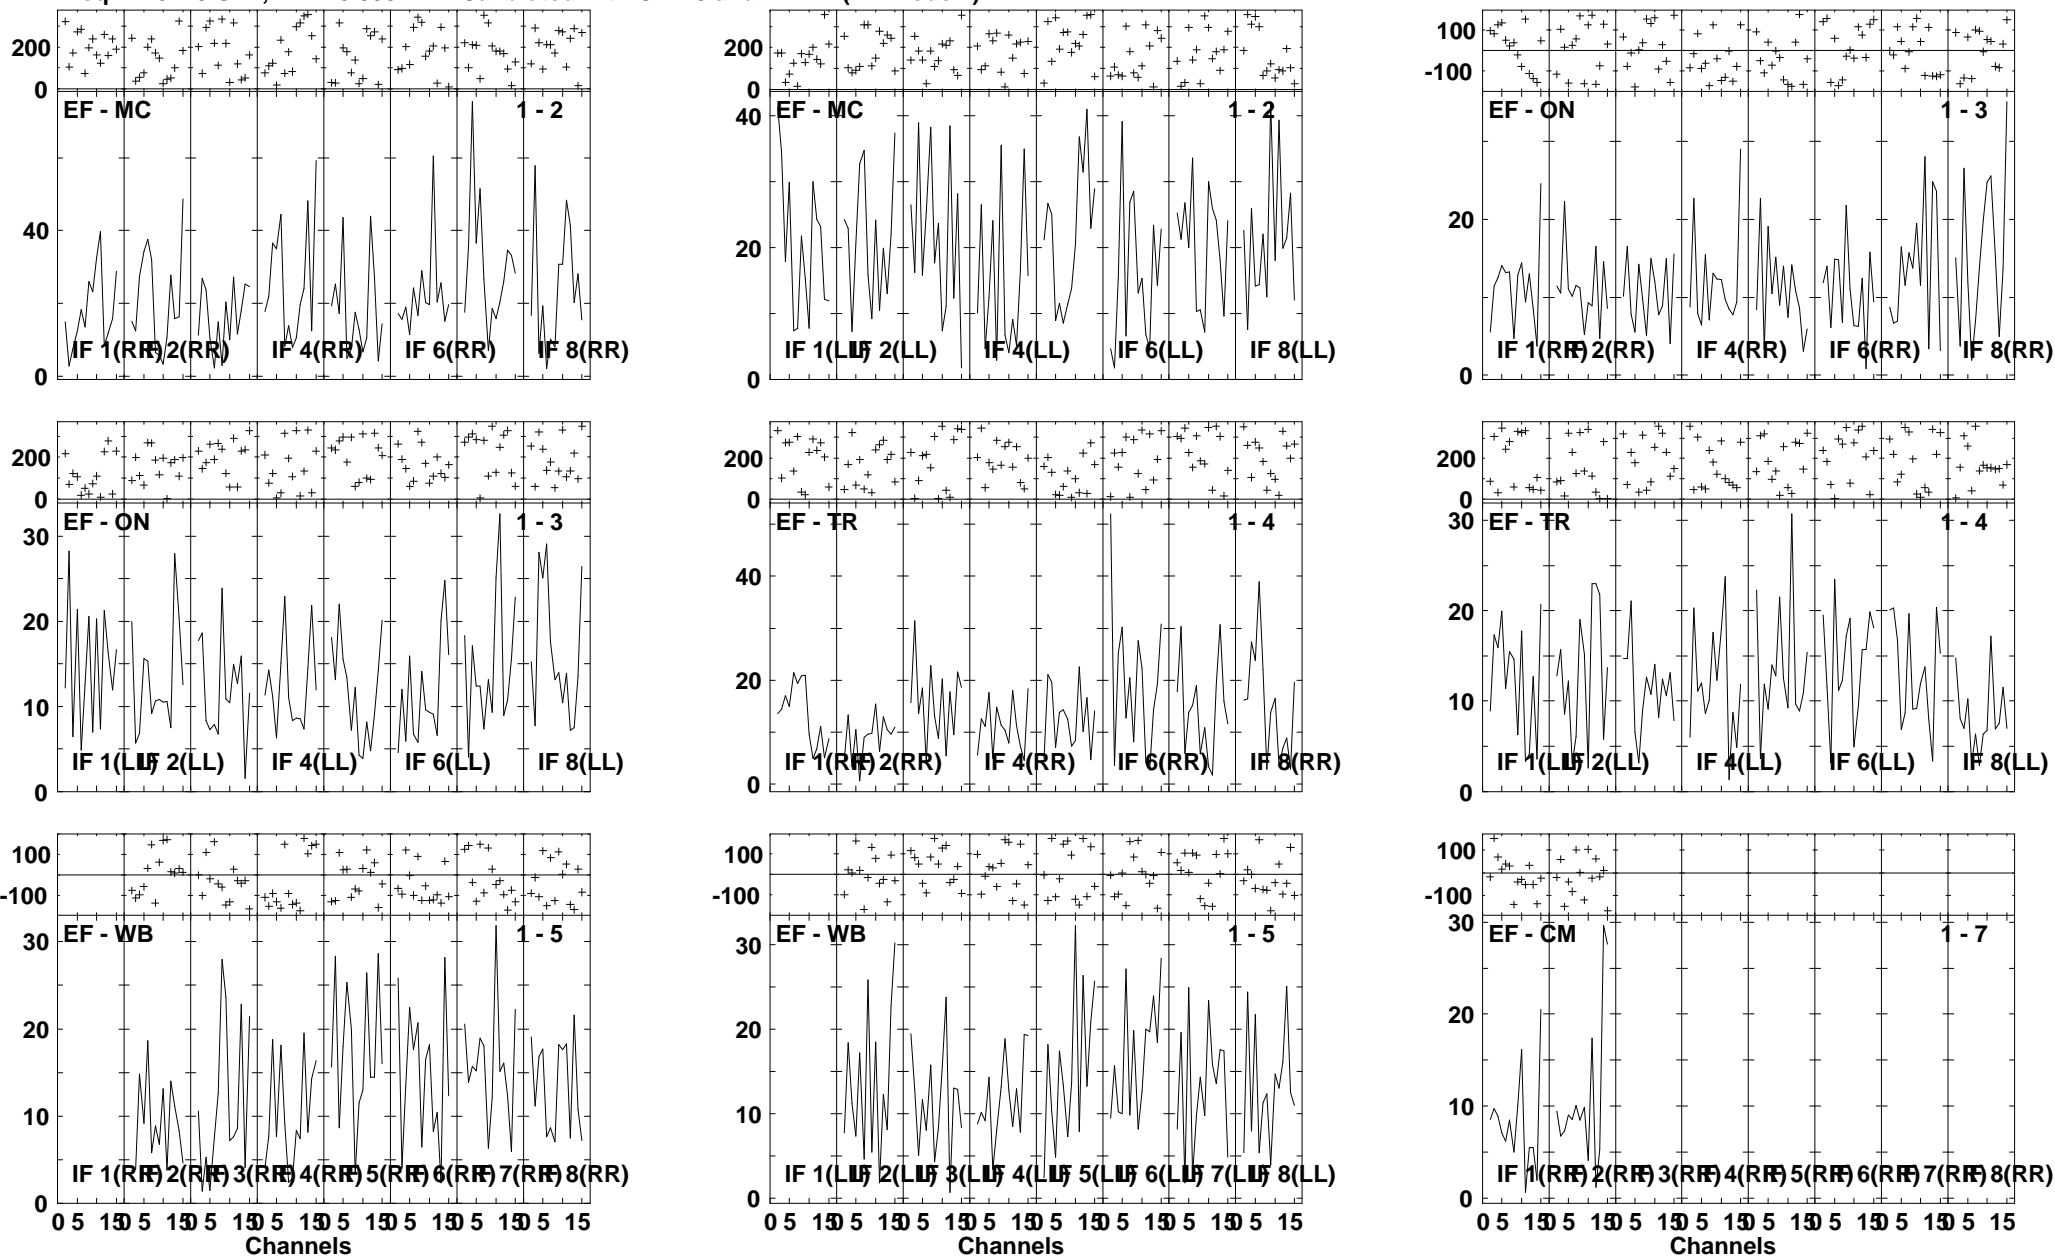 200 200 100
0 0 -100
EF - MC 1 - 2 EF - MC 1 - 2 EF - ON 1 - 3
40 40 20
20
IF 1(RR) IF 2(RR) IF 4(RR) IF 6(RR) IF 8(RR) IF 1(LL) IF 2(LL) IF 4(LL) IF 6(LL) IF 8(LL) IF 1(RR) IF 2(RR) IF 4(RR) IF 6(RR) IF 8(RR)
0 0 0
200 200 200
0 0 0
EF - ON 1 - 3 EF - TR 1 - 4 EF - TR 1 - 4
30 40 30
20 20 20
10 10
IF 1(LL) IF 2(LL) IF 4(LL) IF 6(LL) IF 8(LL) IF 1(RR) IF 2(RR) IF 4(RR) IF 6(RR) IF 8(RR) IF 1(LL) IF 2(LL) IF 4(LL) IF 6(LL) IF 8(LL)
0 0 0
100 100 100
-100 -100 -100
EF - WB 1 - 5 EF - WB 1 - 5 EF - CM 1 - 7
30 30 30
20 20 20
10 10 10
IF 1(RR) IF 2(RR) IF 3(RR) IF 4(RR) IF 5(RR) IF 6(RR) IF 7(RR) IF 8(RR) IF 1(LL) IF 2(LL) IF 3(LL) IF 4(LL) IF 5(LL) IF 6(LL) IF 7(LL) IF 8(LL) IF 1(RR) IF 2(RR) IF 3(RR) IF 4(RR) IF 5(RR) IF 6(RR) IF 7(RR) IF 8(RR)
0 0 0
0 5 15 0 5 15 0 5 15 0 5 15 0 5 15 0 5 15 0 5 15 0 5 15 0 5 15 0 5 15 0 5 15 0 5 15 0 5 15 0 5 15 0 5 15 0 5 15 0 5 15 0 5 15 0 5 15 0 5 15 0 5 15 0 5 15 0 5 15 0 5 15
Channels Channels Channels